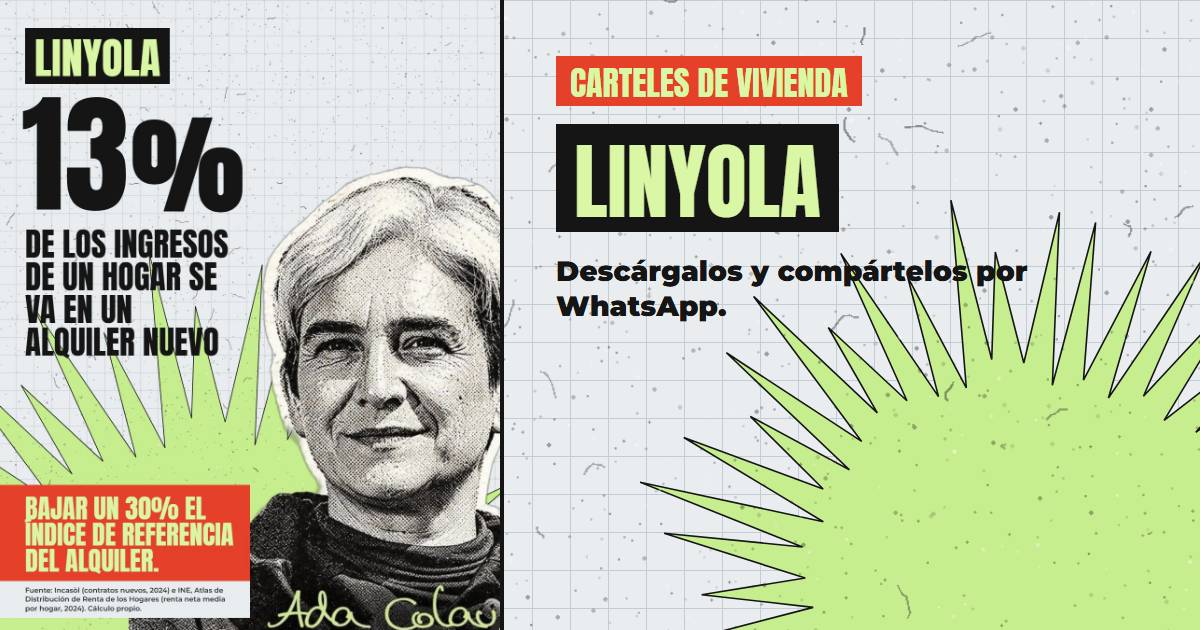 LINYOLA
13%
DE LOS INGRESOS
DE UN HOGAR SE
VA EN UN
ALQUILER NUEVO
BAJAR UN 30% EL
ÍNDICE DE REFERENCIA
DEL ALQUILER.
Fuente: Incasòl (contratos nuevos, 2024) e INE, Atlas de
Distribución de Renta de los Hogares (renta neta media
por hogar, 2024). Cálculo propio.
Ada Colau
CARTELES DE VIVIENDA
LINYOLA
Descárgalos y compártelos por
WhatsApp.